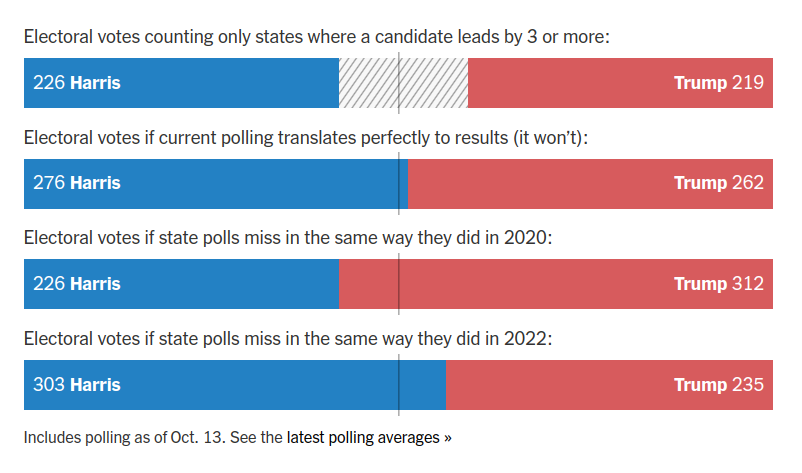 Electoral votes counting only states where a candidate leads by 3 or more:
226 Harris Trump 219
Electoral votes if current polling translates perfectly to results (it won’t):
276 Harris Trump 262
Electoral votes if state polls miss in the same way they did in 2020:
226 Harris Trump 312
Electoral votes if state polls miss in the same way they did in 2022:
303 Harris Trump 235
Includes polling as of Oct. 13. See the latest polling averages »